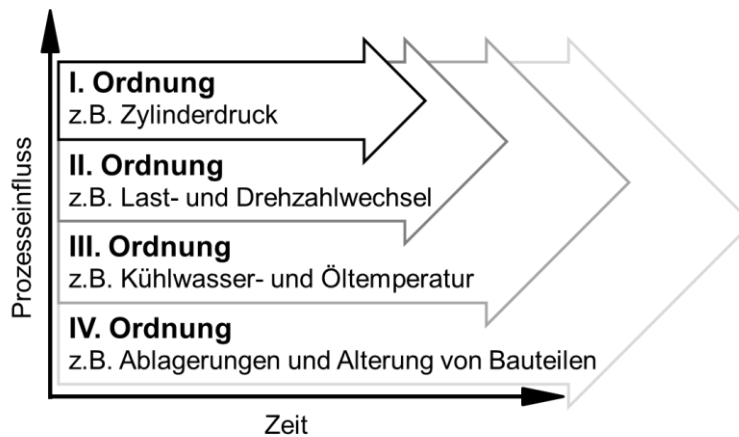 Prozesseinfluss
I. Ordnung
z.B. Zylinderdruck
II. Ordnung
z.B. Last- und Drehzahlwechsel
III. Ordnung
z.B. Kühlwasser- und Öltemperatur
IV. Ordnung
z.B. Ablagerungen und Alterung von Bauteilen
Zeit